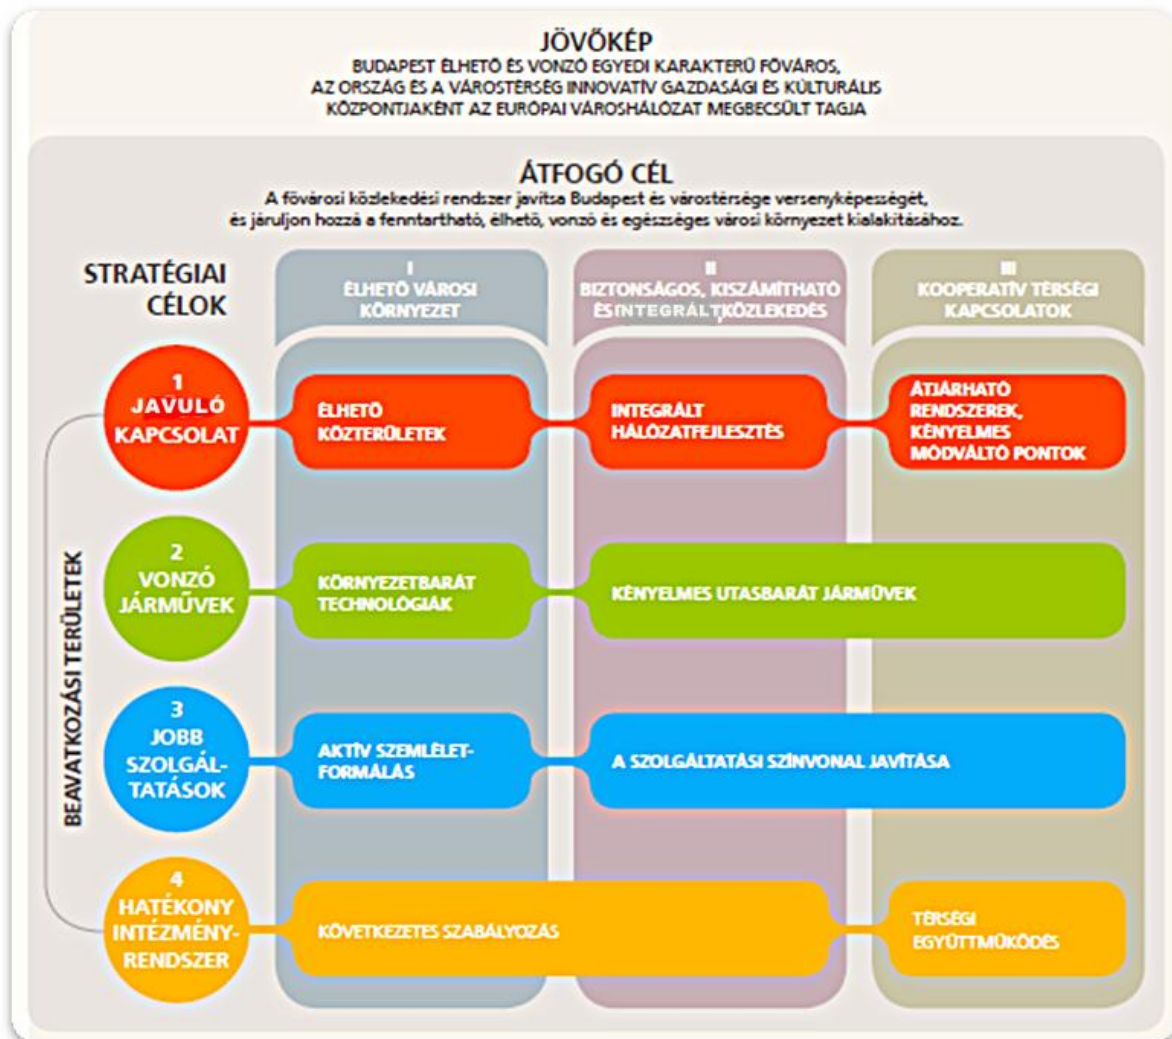 JÖVŐKÉP
BUDAPEST ÉLHETŐ ÉS VONZÓ EGYEDI KARAKTERŰ FŐVÁROS,
AZ ORSZÁG ÉS A VÁROSTÉRSÉG INNOVATÍV GAZDASÁGI ÉS KULTURÁLIS
KÖZPONTJAKÉNT AZ EURÓPAI VÁROSHÁLÓZAT MEGBECSÜLT TAGJA
ÁTFOGÓ CÉL
A fővárosi közlekedési rendszer javítsa Budapest és várostérsége versenyképességét,
és járuljon hozzá a fenntartható, élhető, vonzó és egészséges városi környezet kialakításához.
STRATÉGIAI
CÉLOK
I
ÉLHETŐ VÁROSI
KÖRNYEZET
II
BIZTONSÁGOS, KISZÁMÍTHATÓ
ÉS INTEGRÁLT KÖZLEKEDÉS
III
KOOPERATÍV TÉRSÉGI
KAPCSOLATOK
BEAVATKOZÁSI TERÜLETEK
1
JAVULÓ
KAPCSOLAT
ÉLHETŐ
KÖZTERÜLETEK
INTEGRÁLT
HÁLÓZATFEJLESZTÉS
ÁTJÁRHATÓ
RENDSZEREK,
KÉNYELMES
MÓDVÁLTÓ PONTOK
2
VONZÓ
JÁRMŰVEK
KÖRNYEZETBARÁT
TECHNOLÓGIÁK
KÉNYELMES UTASBARÁT JÁRMŰVEK
3
JOBB
SZOLGÁL-
TATÁSOK
AKTÍV SZEMLÉLET-
FORMÁLÁS
A SZOLGÁLTATÁSI SZÍNVONAL JAVÍTÁSA
4
HATÉKONY
INTÉZMÉNY-
RENDSZER
KÖVETKEZETES SZABÁLYOZÁS
TÉRSÉGI
EGYÜTTMŰKÖDÉS